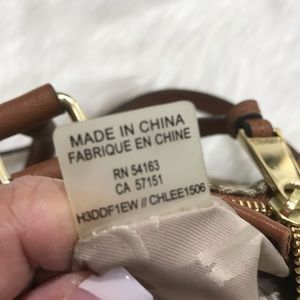 MADE IN CHINA
FABRIQUE EN CHINE
RN 54163
CA 57151
H3DDF1EW // CHLEE1506